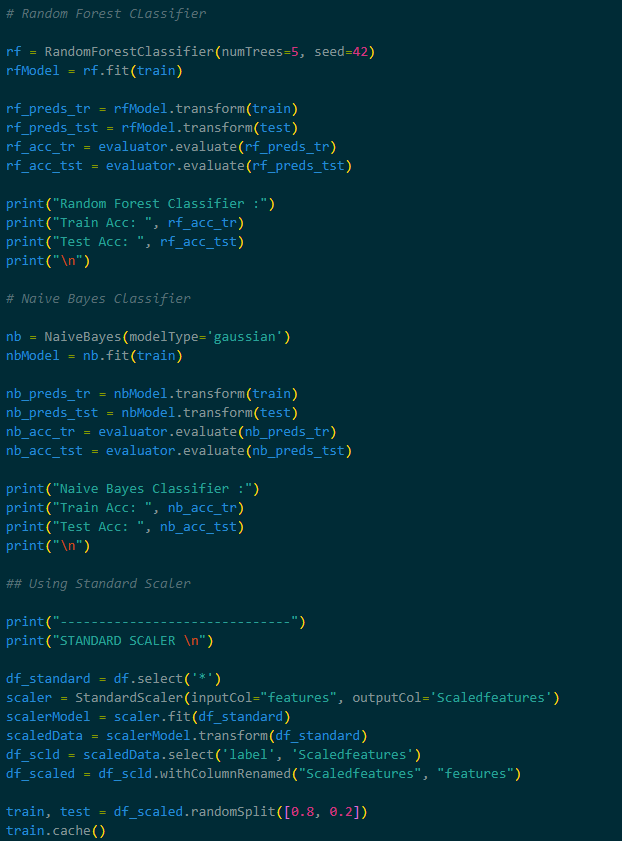 # Random Forest CLassifier
rf = RandomForestClassifier(numTrees=5, seed=42)
rfModel = rf.fit(train)
rf_preds_tr = rfModel.transform(train)
rf_preds_tst = rfModel.transform(test)
rf_acc_tr = evaluator.evaluate(rf_preds_tr)
rf_acc_tst = evaluator.evaluate(rf_preds_tst)
print("Random Forest Classifier :")
print("Train Acc: ", rf_acc_tr)
print("Test Acc: ", rf_acc_tst)
print("\n")
# Naive Bayes Classifier
nb = NaiveBayes(modelType='gaussian')
nbModel = nb.fit(train)
nb_preds_tr = nbModel.transform(train)
nb_preds_tst = nbModel.transform(test)
nb_acc_tr = evaluator.evaluate(nb_preds_tr)
nb_acc_tst = evaluator.evaluate(nb_preds_tst)
print("Naive Bayes Classifier :")
print("Train Acc: ", nb_acc_tr)
print("Test Acc: ", nb_acc_tst)
print("\n")
## Using Standard Scaler
print("------------------------------")
print("STANDARD SCALER \n")
df_standard = df.select('*')
scaler = StandardScaler(inputCol="features", outputCol='Scaledfeatures')
scalerModel = scaler.fit(df_standard)
scaledData = scalerModel.transform(df_standard)
df_scld = scaledData.select('label', 'Scaledfeatures')
df_scaled = df_scld.withColumnRenamed("Scaledfeatures", "features")
train, test = df_scaled.randomSplit([0.8, 0.2])
train.cache()